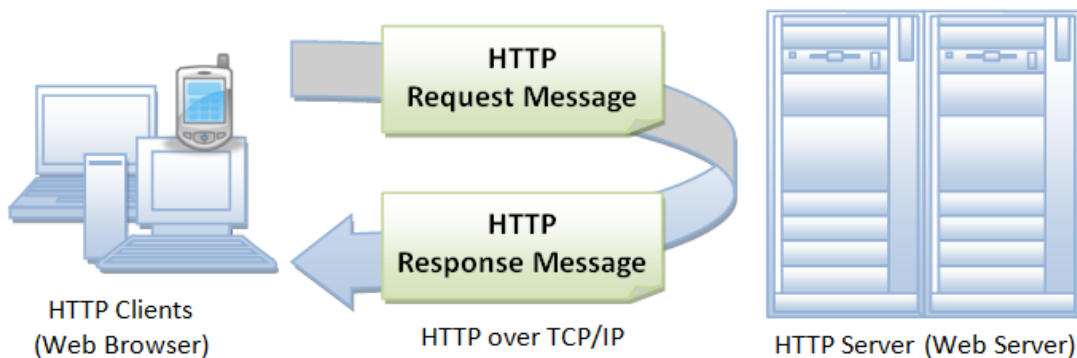 HTTP
Request Message
HTTP
Response Message
HTTP Clients
(Web Browser)
HTTP over TCP/IP
HTTP Server (Web Server)